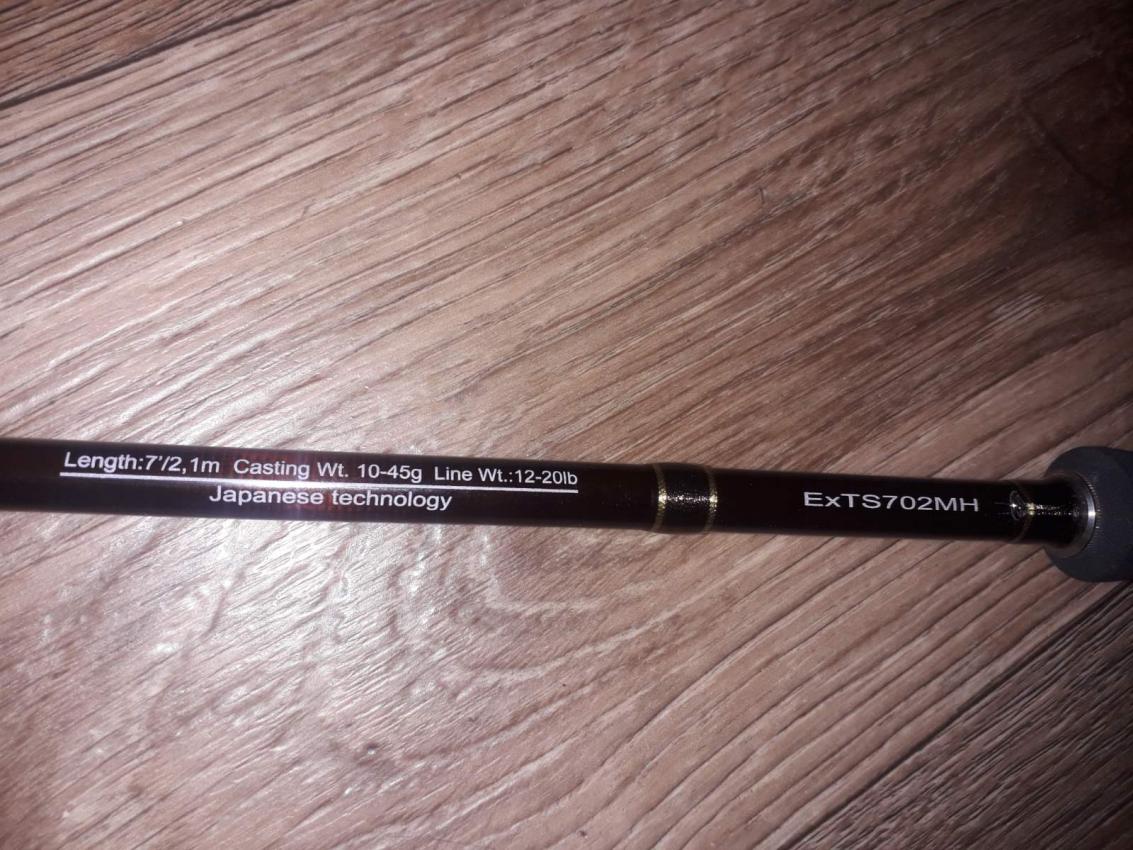 Length:7'/2,1m Casting Wt. 10-45g Line Wt.:12-20lb
Japanese technology
ExTS702MH